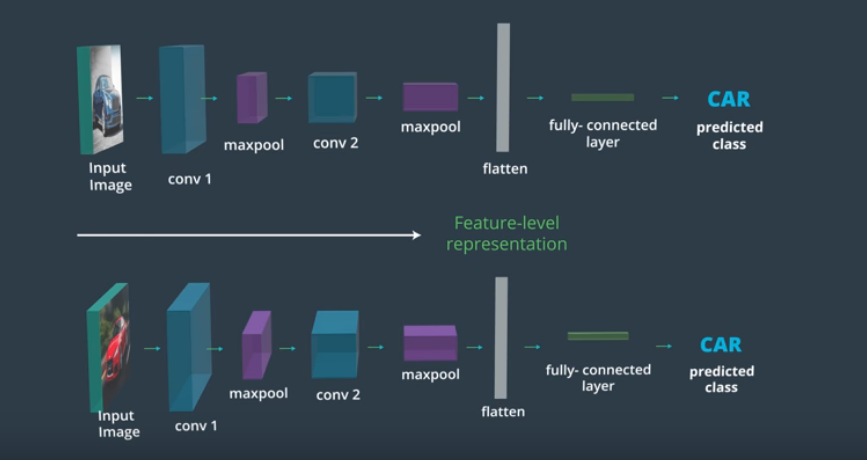 Input
Image
conv 1
maxpool
conv 2
maxpool
flatten
fully- connected
layer
CAR
predicted
class
Feature-level
representation
Input
Image
conv 1
maxpool
conv 2
maxpool
flatten
fully- connected
layer
CAR
predicted
class